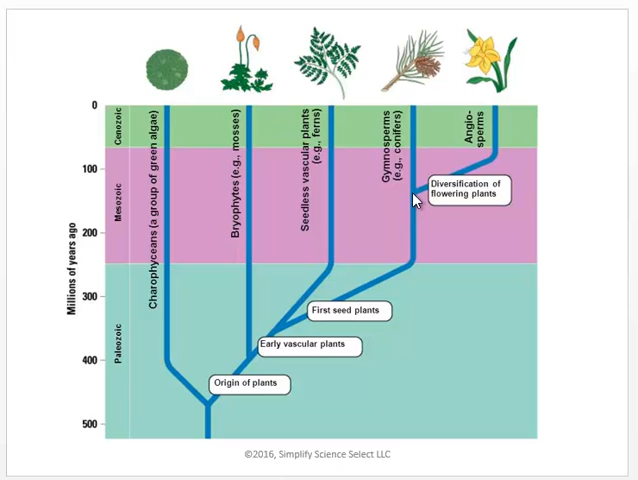 0
100
200
300
400
500
Millions of years ago
Cenozoic
Mesozoic
Paleozoic
Charophyceans (a group of green algae)
Bryophytes (e.g., mosses)
Seedless vascular plants
(e.g., ferns)
Gymnosperms
(e.g., conifers)
Angio-
sperms
Diversification of
flowering plants
First seed plants
Early vascular plants
Origin of plants
©2016, Simplify Science Select LLC